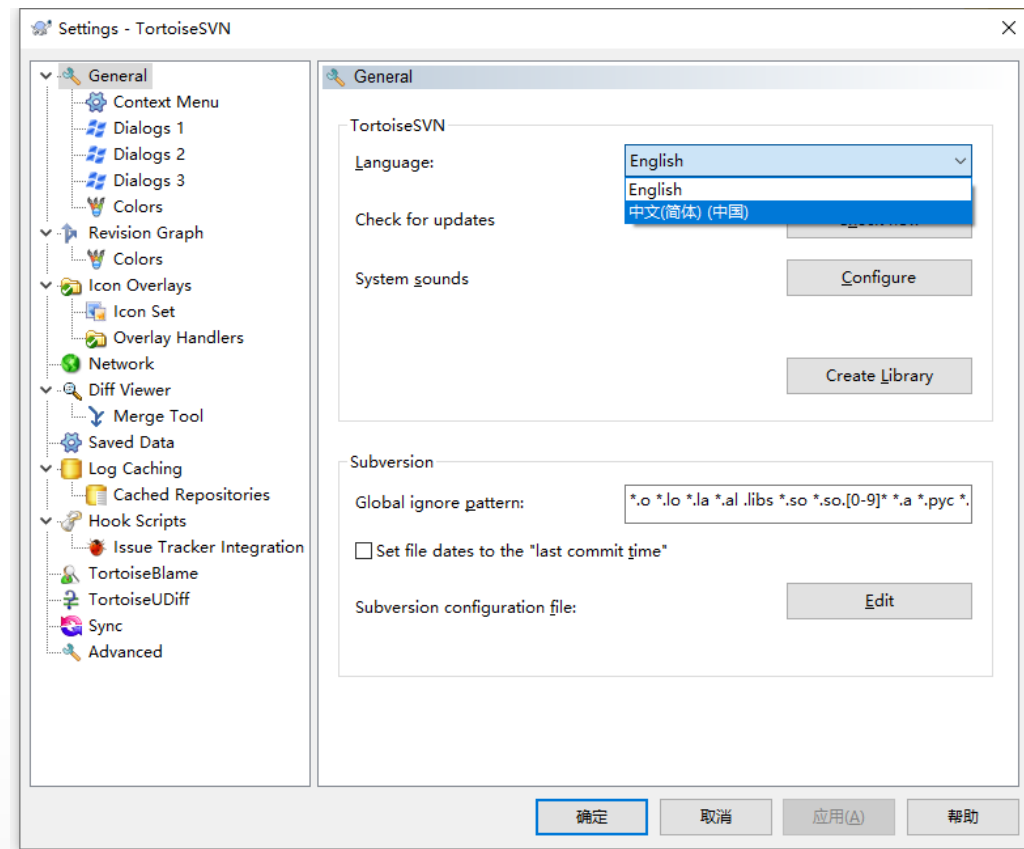 Settings - TortoiseSVN
General
Context Menu
Dialogs 1
Dialogs 2
Dialogs 3
Colors
Revision Graph
Colors
Icon Overlays
Icon Set
Overlay Handlers
Network
Diff Viewer
Merge Tool
Saved Data
Log Caching
Cached Repositories
Hook Scripts
Issue Tracker Integration
TortoiseBlame
TortoiseUDiff
Sync
Advanced
General
TortoiseSVN
Language:
English
English
中文(简体) (中国)
Check for updates
System sounds
Configure
Create Library
Subversion
Global ignore pattern:
*.o *.lo *.la *.al .libs *.so *.so.[0-9]* *.a *.pyc *.
Set file dates to the "last commit time"
Subversion configuration file:
Edit
确定
取消
应用(A)
帮助